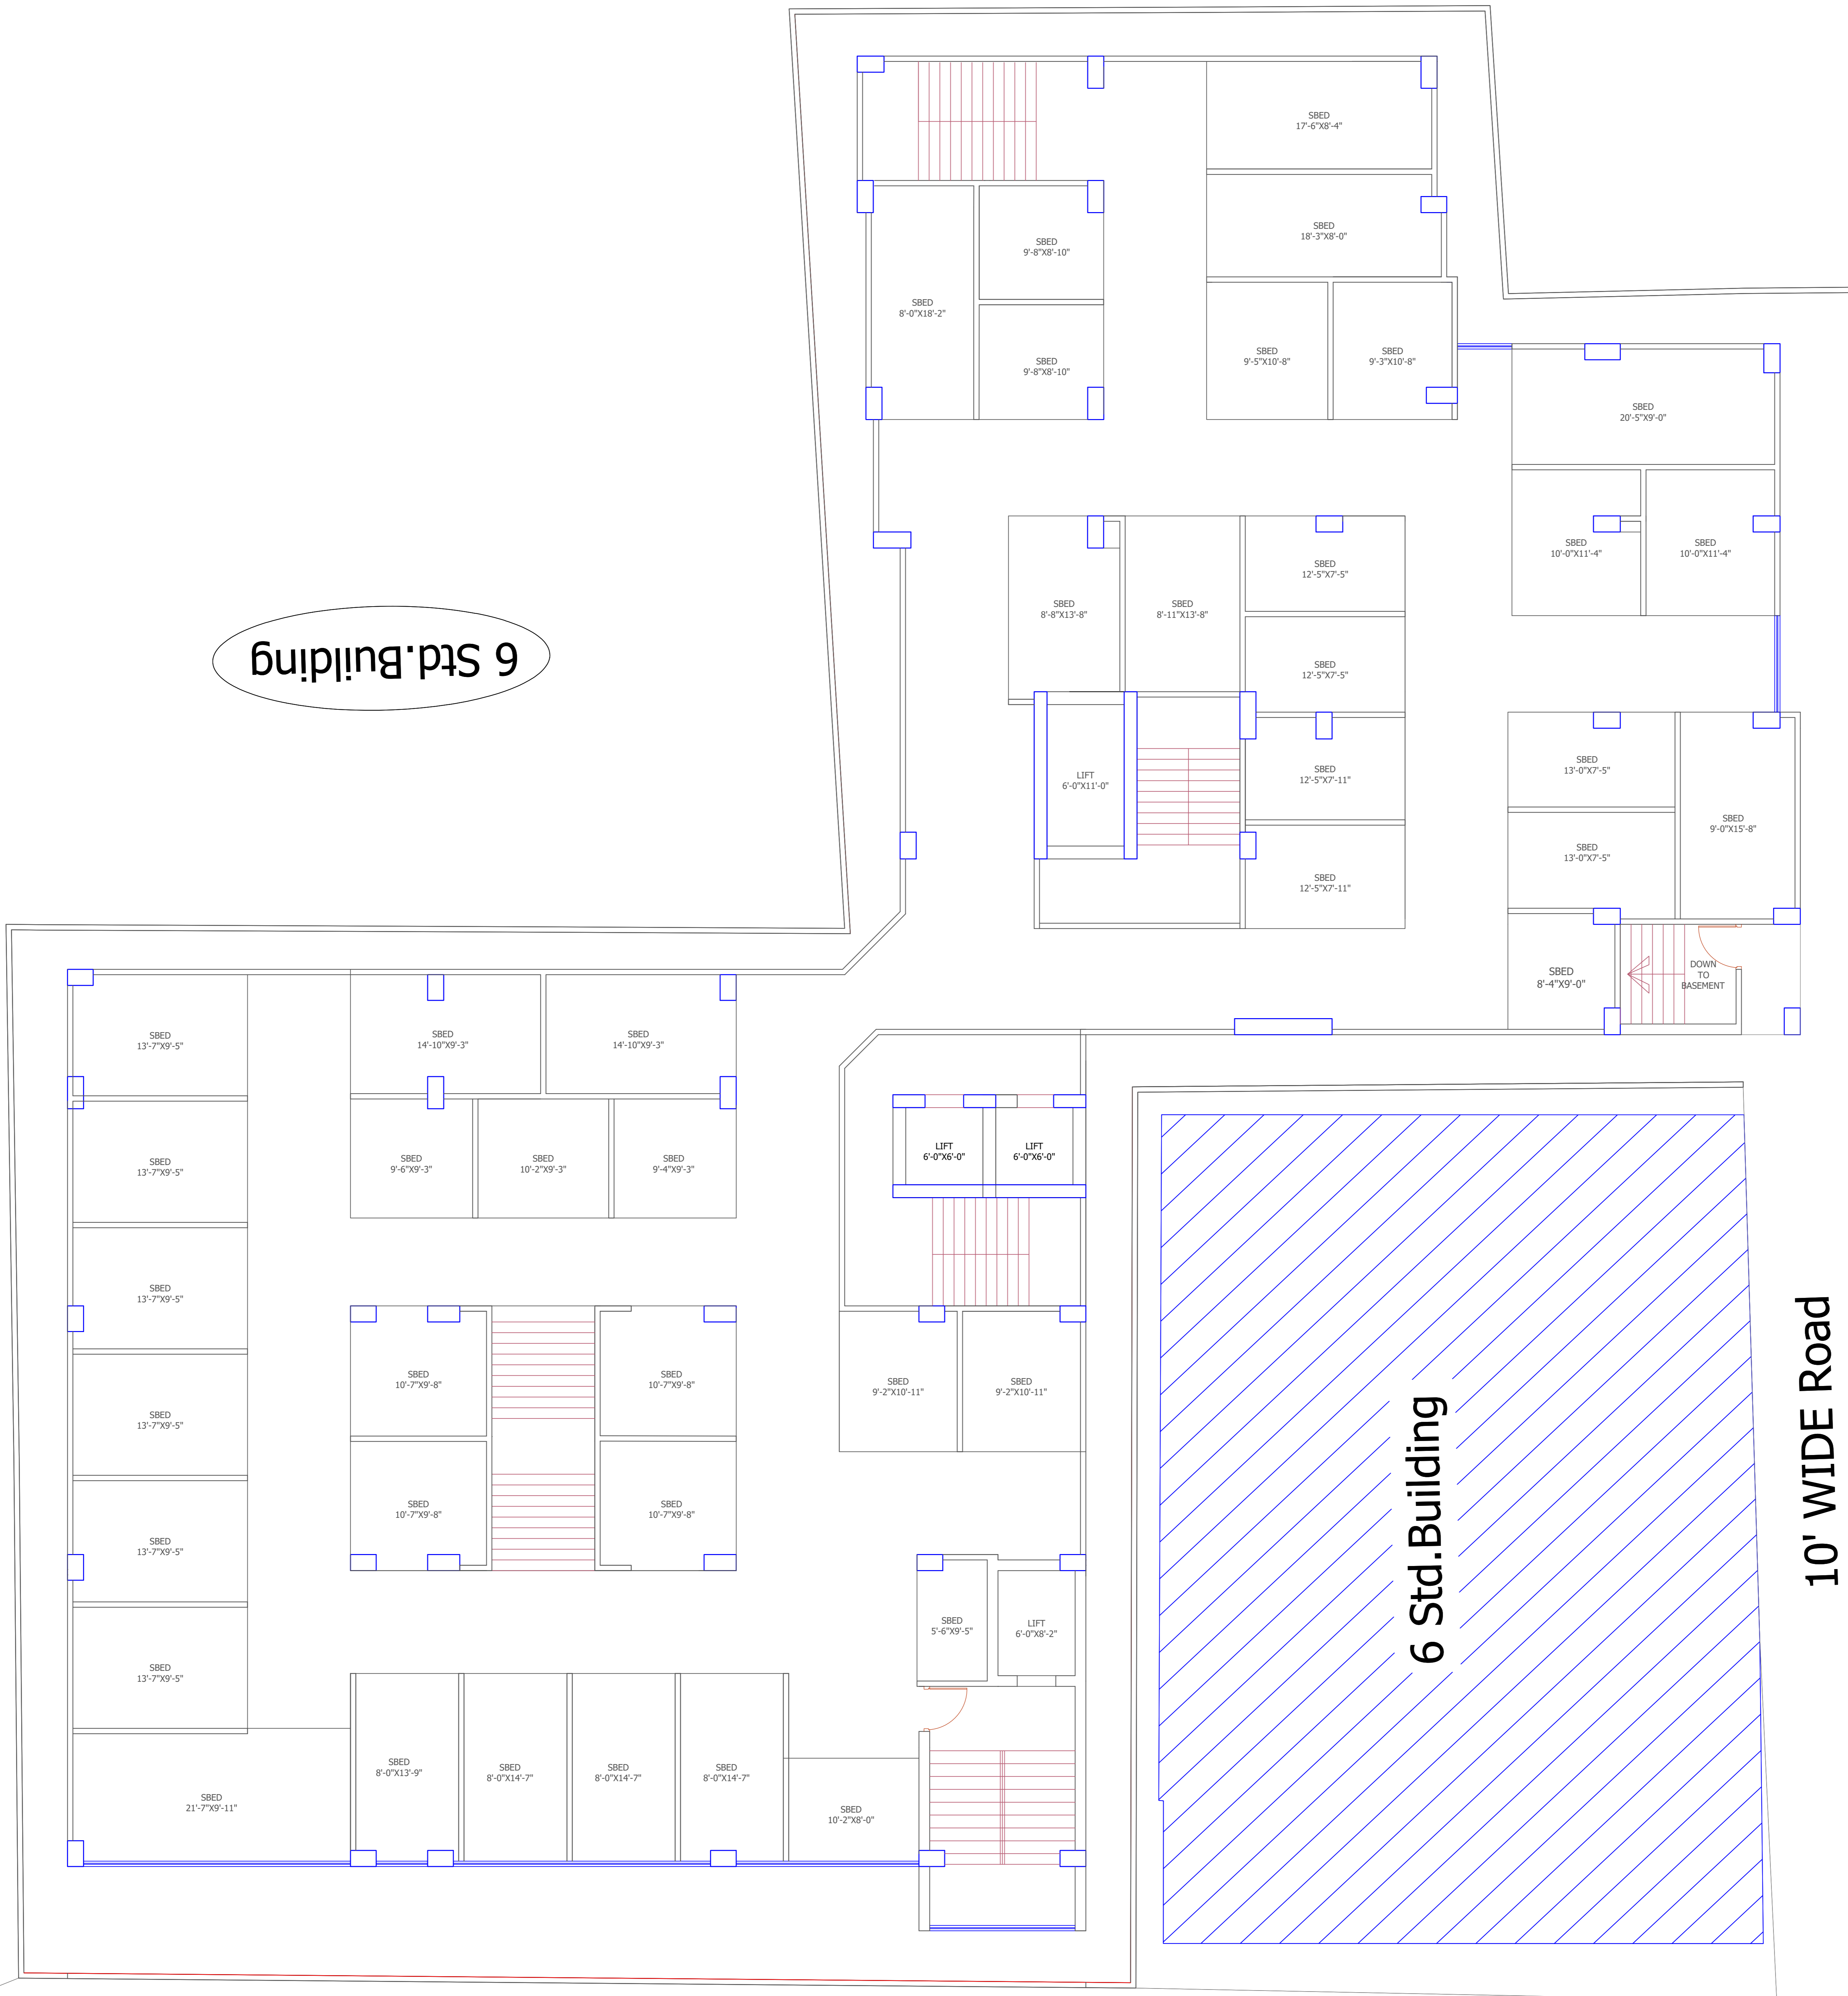 SBED
17'-6"X8'-4"
SBED
18'-3"X8'-0"
SBED
9'-8"X8'-10"
SBED
8'-0"X18'-2"
SBED
9'-8"X8'-10"
SBED
9'-5"X10'-8"
SBED
9'-3"X10'-8"
SBED
20'-5"X9'-0"
SBED
10'-0"X11'-4"
SBED
10'-0"X11'-4"
SBED
12'-5"X7'-5"
SBED
8'-8"X13'-8"
SBED
8'-11"X13'-8"
SBED
12'-5"X7'-5"
6 Std.Building
LIFT
6'-0"X11'-0"
SBED
12'-5"X7'-11"
SBED
13'-0"X7'-5"
SBED
9'-0"X15'-8"
SBED
13'-0"X7'-5"
SBED
12'-5"X7'-11"
SBED
8'-4"X9'-0"
DOWN
TO
BASEMENT
SBED
13'-7"X9'-5"
SBED
14'-10"X9'-3"
SBED
14'-10"X9'-3"
SBED
13'-7"X9'-5"
SBED
9'-6"X9'-3"
SBED
10'-2"X9'-3"
SBED
9'-4"X9'-3"
LIFT
6'-0"X6'-0"
LIFT
6'-0"X6'-0"
SBED
13'-7"X9'-5"
SBED
10'-7"X9'-8"
SBED
10'-7"X9'-8"
SBED
9'-2"X10'-11"
SBED
9'-2"X10'-11"
SBED
13'-7"X9'-5"
SBED
10'-7"X9'-8"
SBED
10'-7"X9'-8"
SBED
13'-7"X9'-5"
SBED
5'-6"X9'-5"
LIFT
6'-0"X8'-2"
SBED
13'-7"X9'-5"
SBED
21'-7"X9'-11"
SBED
8'-0"X13'-9"
SBED
8'-0"X14'-7"
SBED
8'-0"X14'-7"
SBED
8'-0"X14'-7"
SBED
10'-2"X8'-0"
6 Std.Building
10' WIDE Road